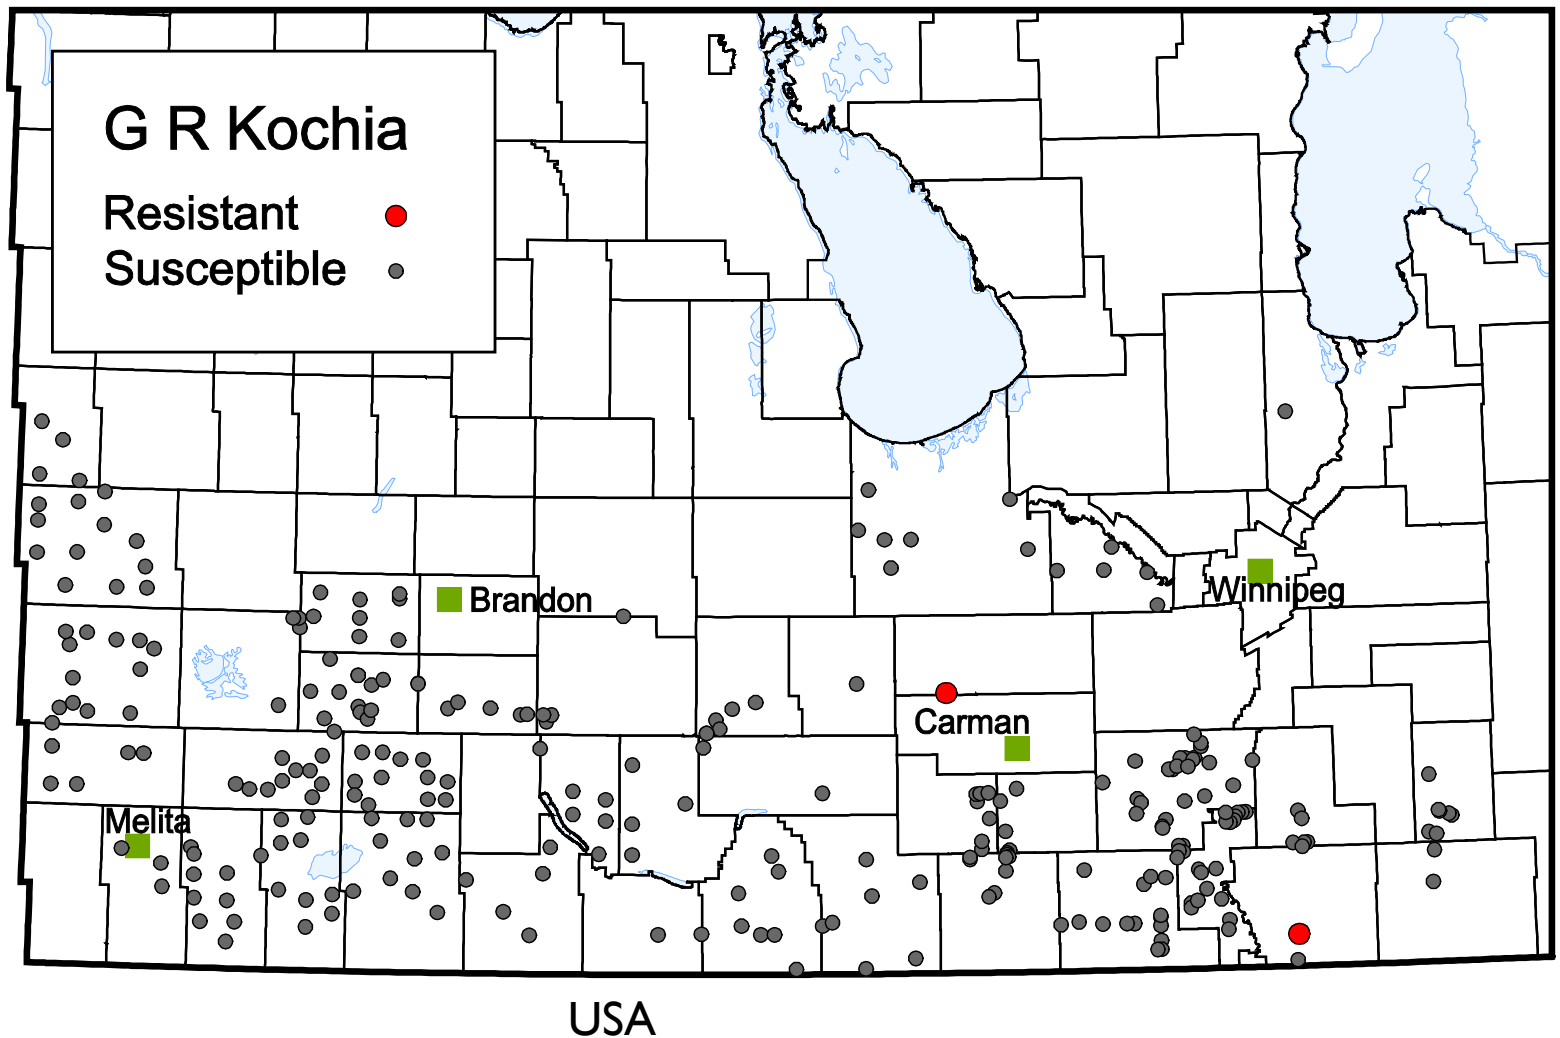 G R Kochia
Resistant
Susceptible
Brandon
Winnipeg
Carman
Melita
USA